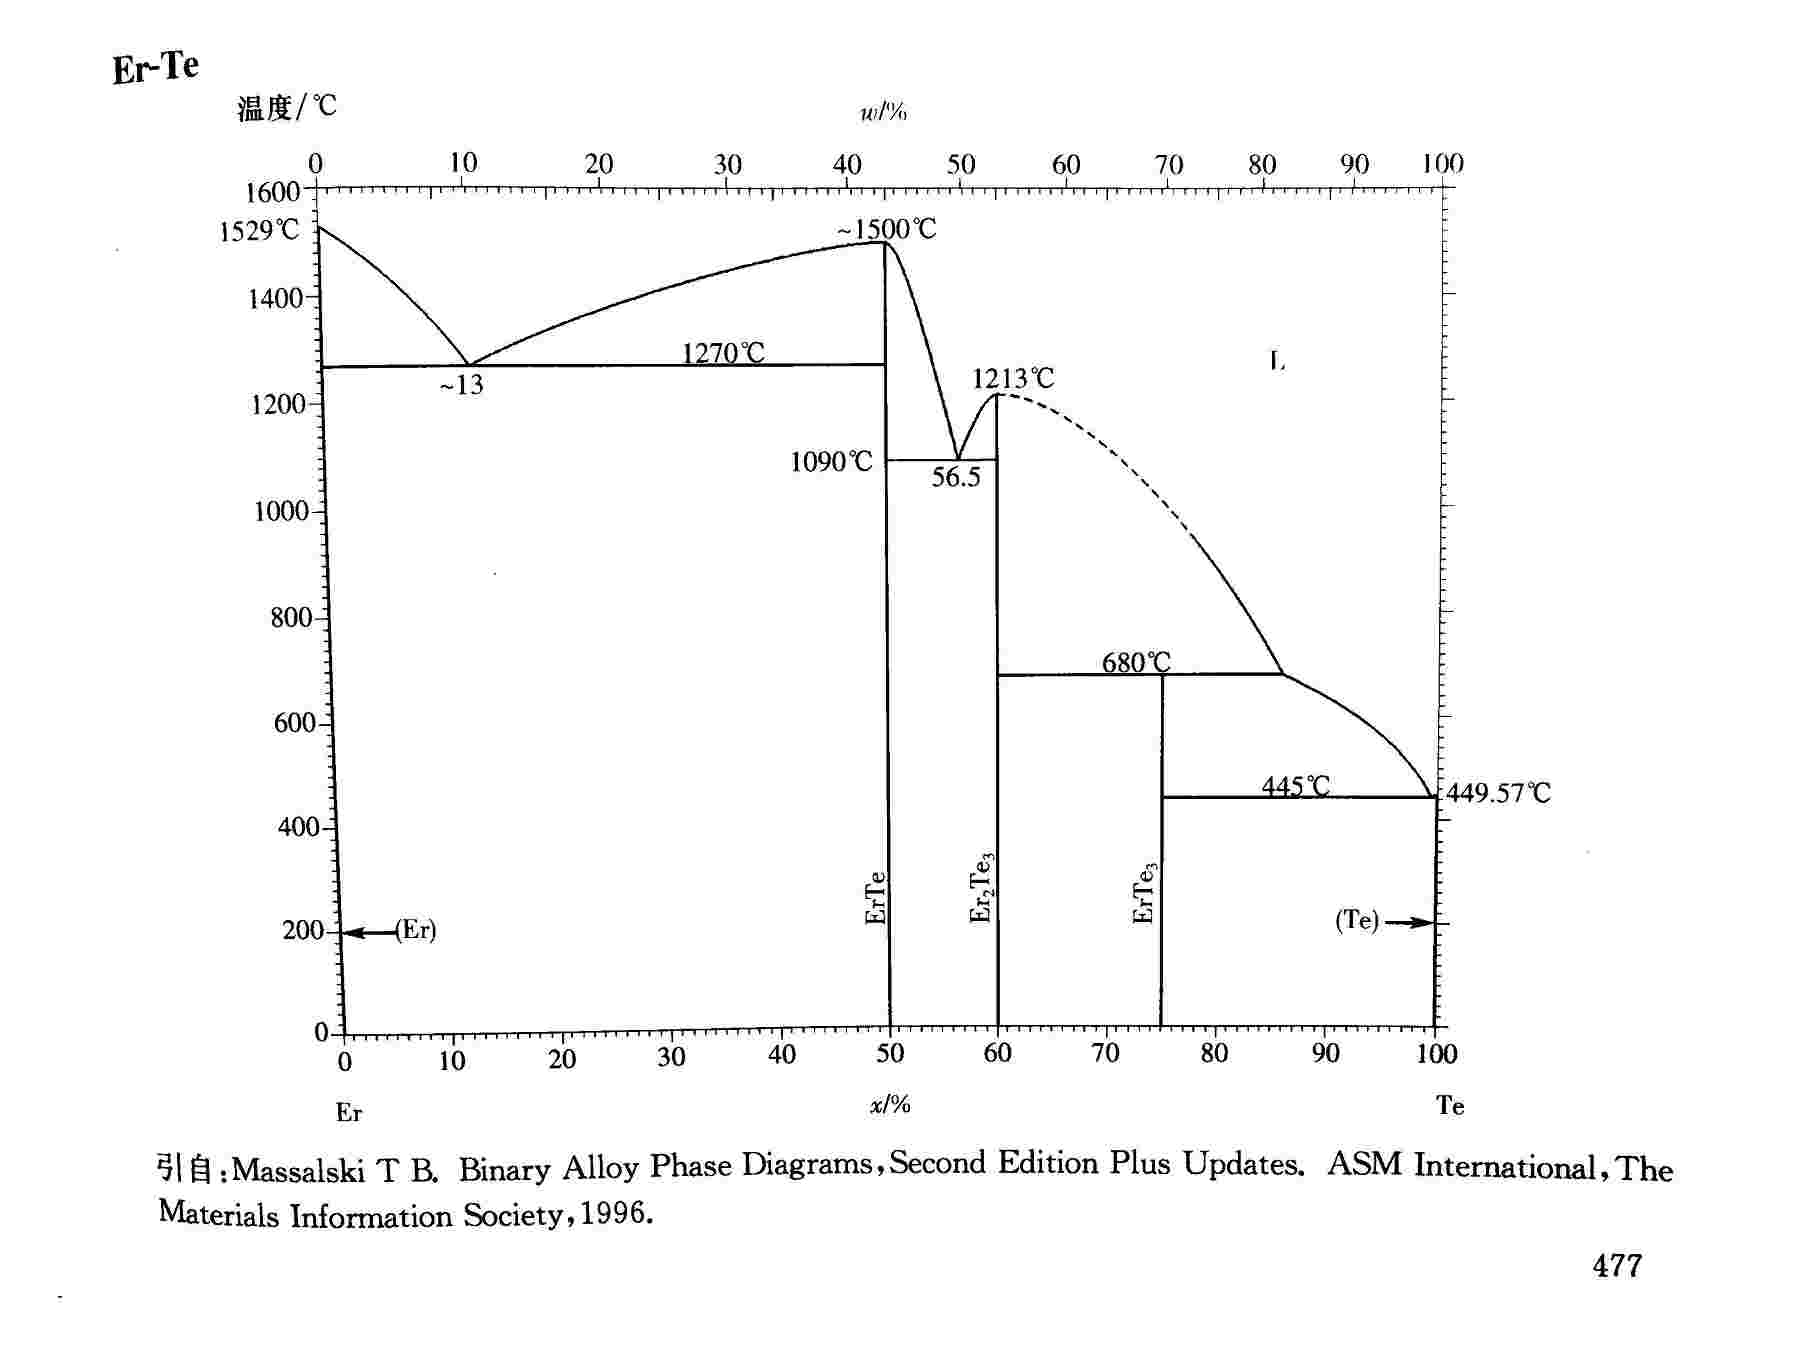 Er-Te
温度/℃
w/%
0 10 20 30 40 50 60 70 80 90 100
1600
1529℃
~1500℃
1400
1270℃
L
~13
1213℃
1200
1090℃
56.5
1000
800
680℃
600
445℃
449.57℃
400
ErTe
Er₂Te₃
ErTe₃
200
(Er)
(Te)
0
0 10 20 30 40 50 60 70 80 90 100
Er
x/%
Te
引自:Massalski T B. Binary Alloy Phase Diagrams,Second Edition Plus Updates. ASM International,The
Materials Information Society,1996.
477